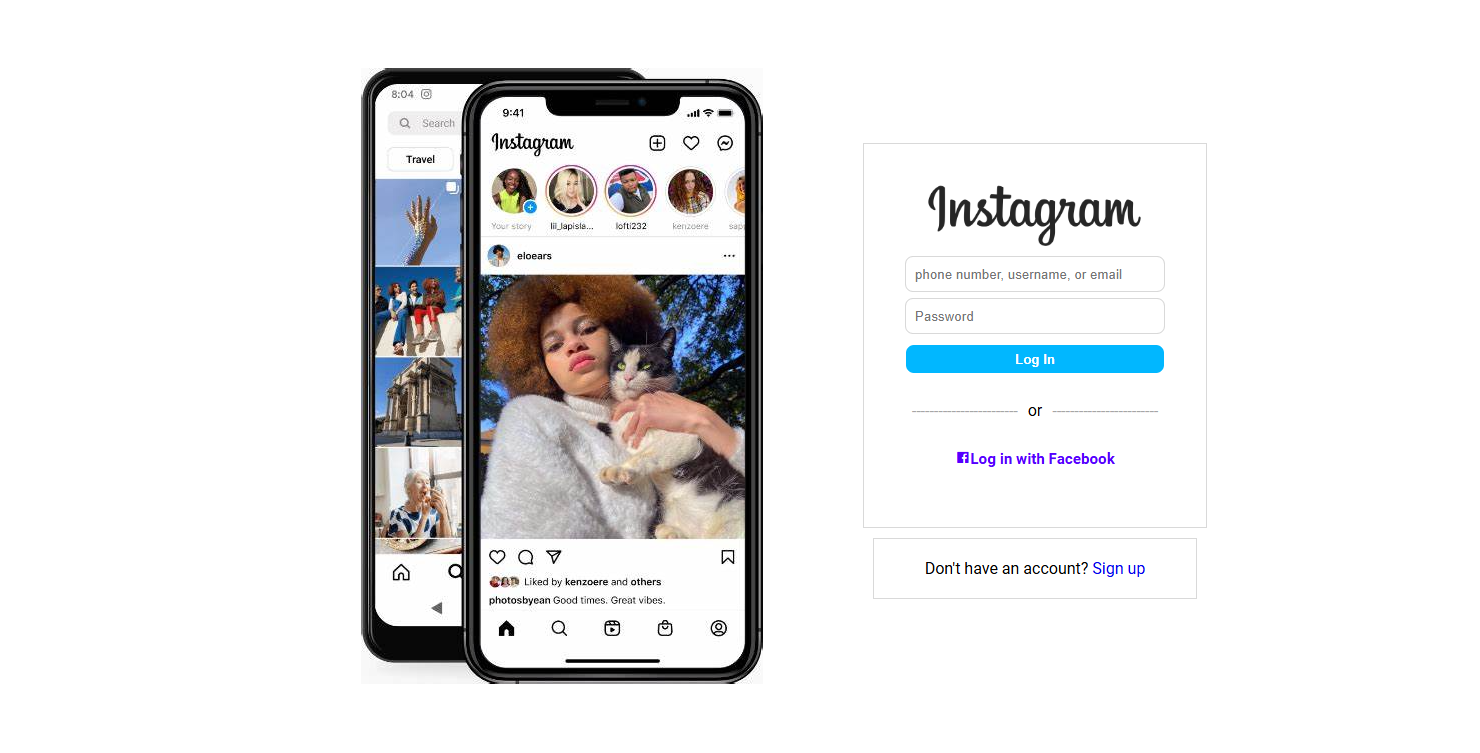 8:04
Search
Travel
9:41
Instagram
Your story
lil_lapisla...
lofti232
kenzoere
sapp
eloears
Liked by kenzoere and others
photosbyean Good times. Great vibes.
Instagram
phone number, username, or email
Password
Log In
or
Log in with Facebook
Don't have an account? Sign up